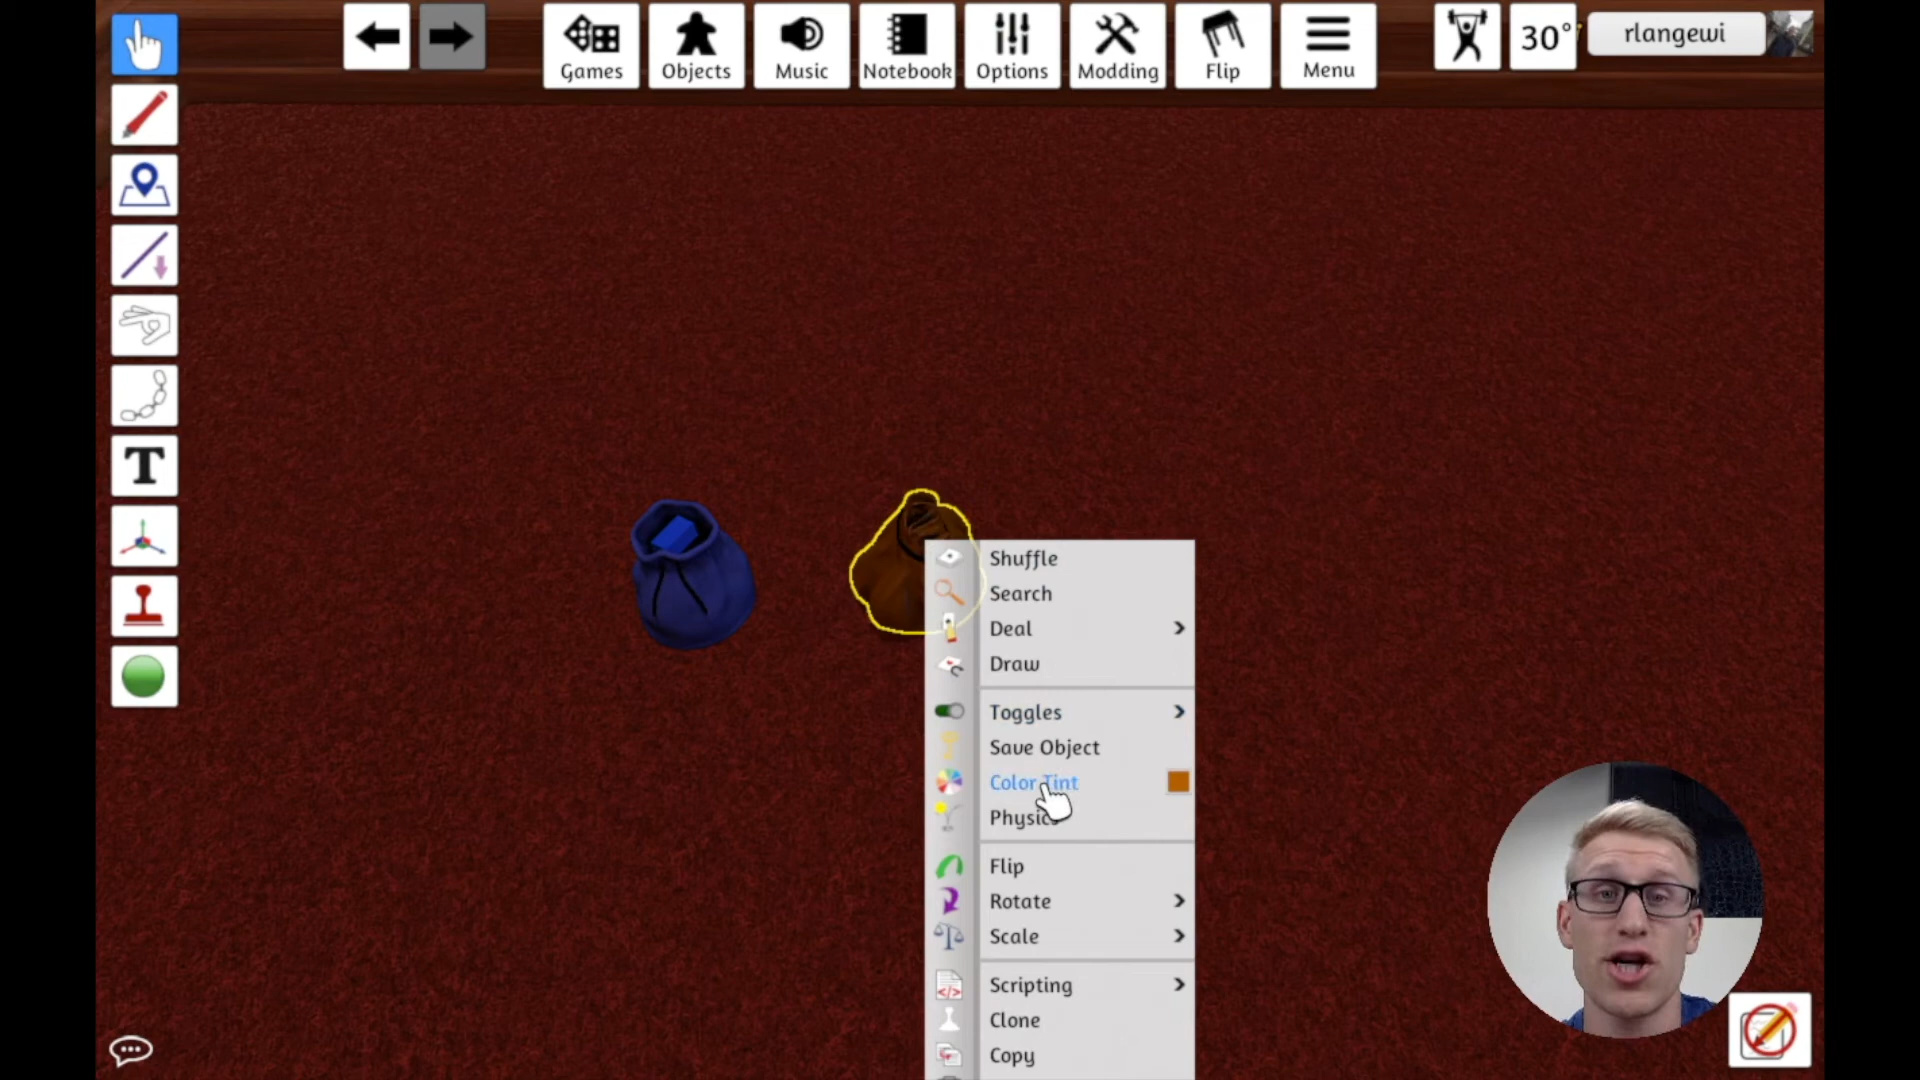 Games
Objects
Music
Notebook
Options
Modding
Flip
Menu
30°
rlangewi
T
Shuffle
Search
Deal
Draw
Toggles
Save Object
Color Tint
Physics
Flip
Rotate
Scale
Scripting
Clone
Copy